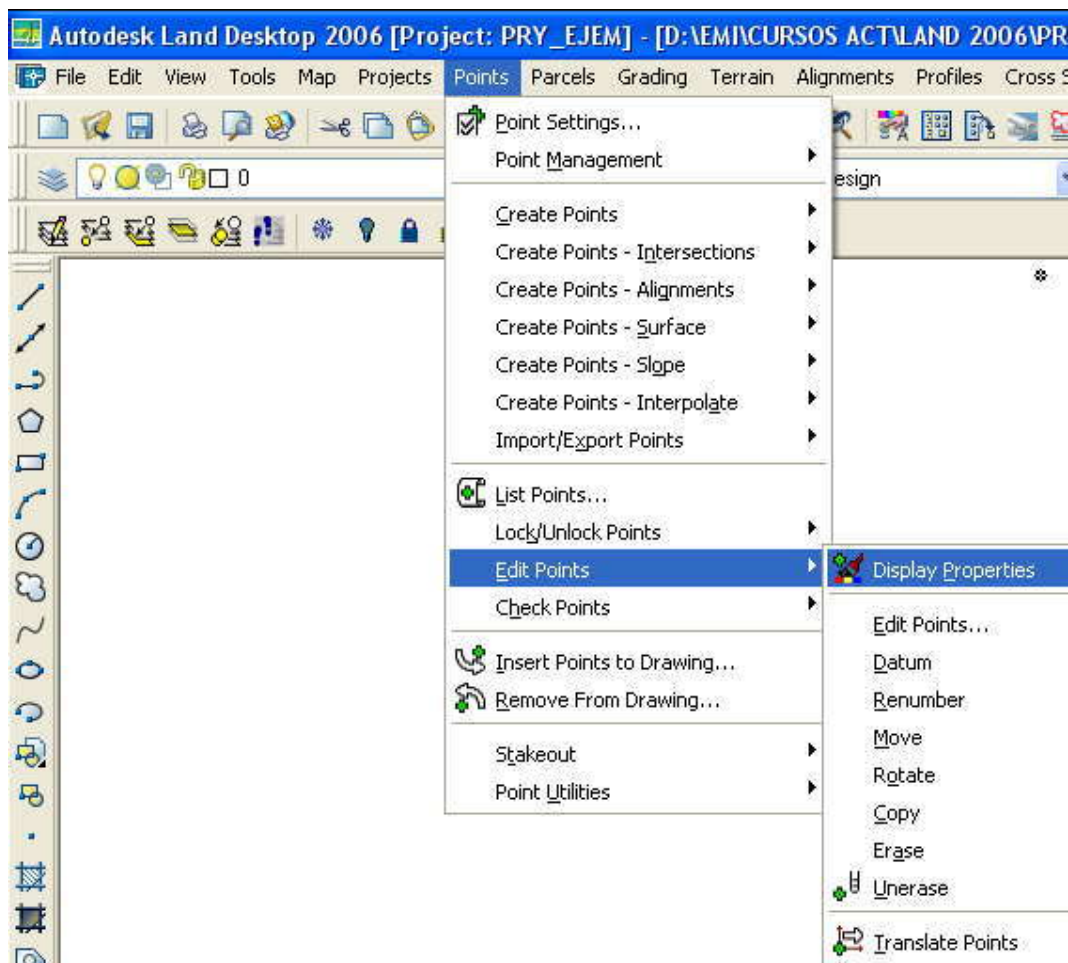 Autodesk Land Desktop 2006 [Project: PRY_EJEM] - [D:\EMI\CURSOS ACT\LAND 2006\PR
File Edit View Tools Map Projects Points Parcels Grading Terrain Alignments Profiles Cross S
Point Settings...
Point Management
0
esign
Create Points
Create Points - Intersections
Create Points - Alignments
Create Points - Surface
Create Points - Slope
Create Points - Interpolate
Import/Export Points
List Points...
Lock/Unlock Points
Edit Points
Check Points
Insert Points to Drawing...
Remove From Drawing...
Stakeout
Point Utilities
Display Properties
Edit Points...
Datum
Renumber
Move
Rotate
Copy
Erase
Unerase
Translate Points